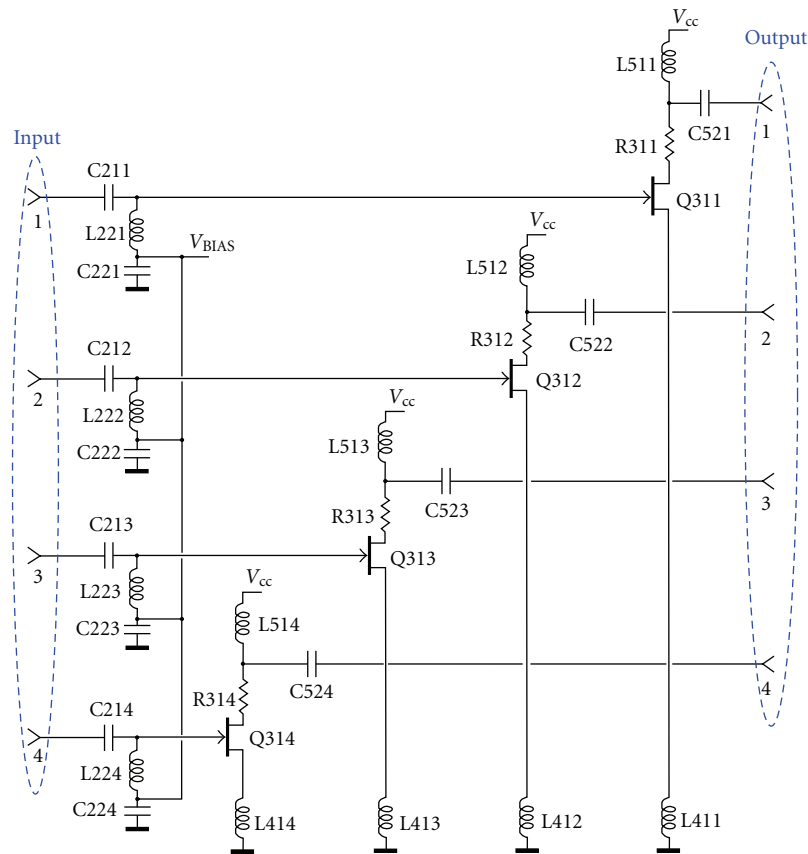 Vcc
Output
L511
C521
1
R311
Input
C211
Q311
1
L221
VBIAS
Vcc
C221
L512
C212
R312
C522
2
Q312
2
L222
Vcc
C222
L513
C213
R313
C523
3
Q313
3
L223
Vcc
C223
L514
C214
R314
C524
4
Q314
4
L224
C224
L414
L413
L412
L411